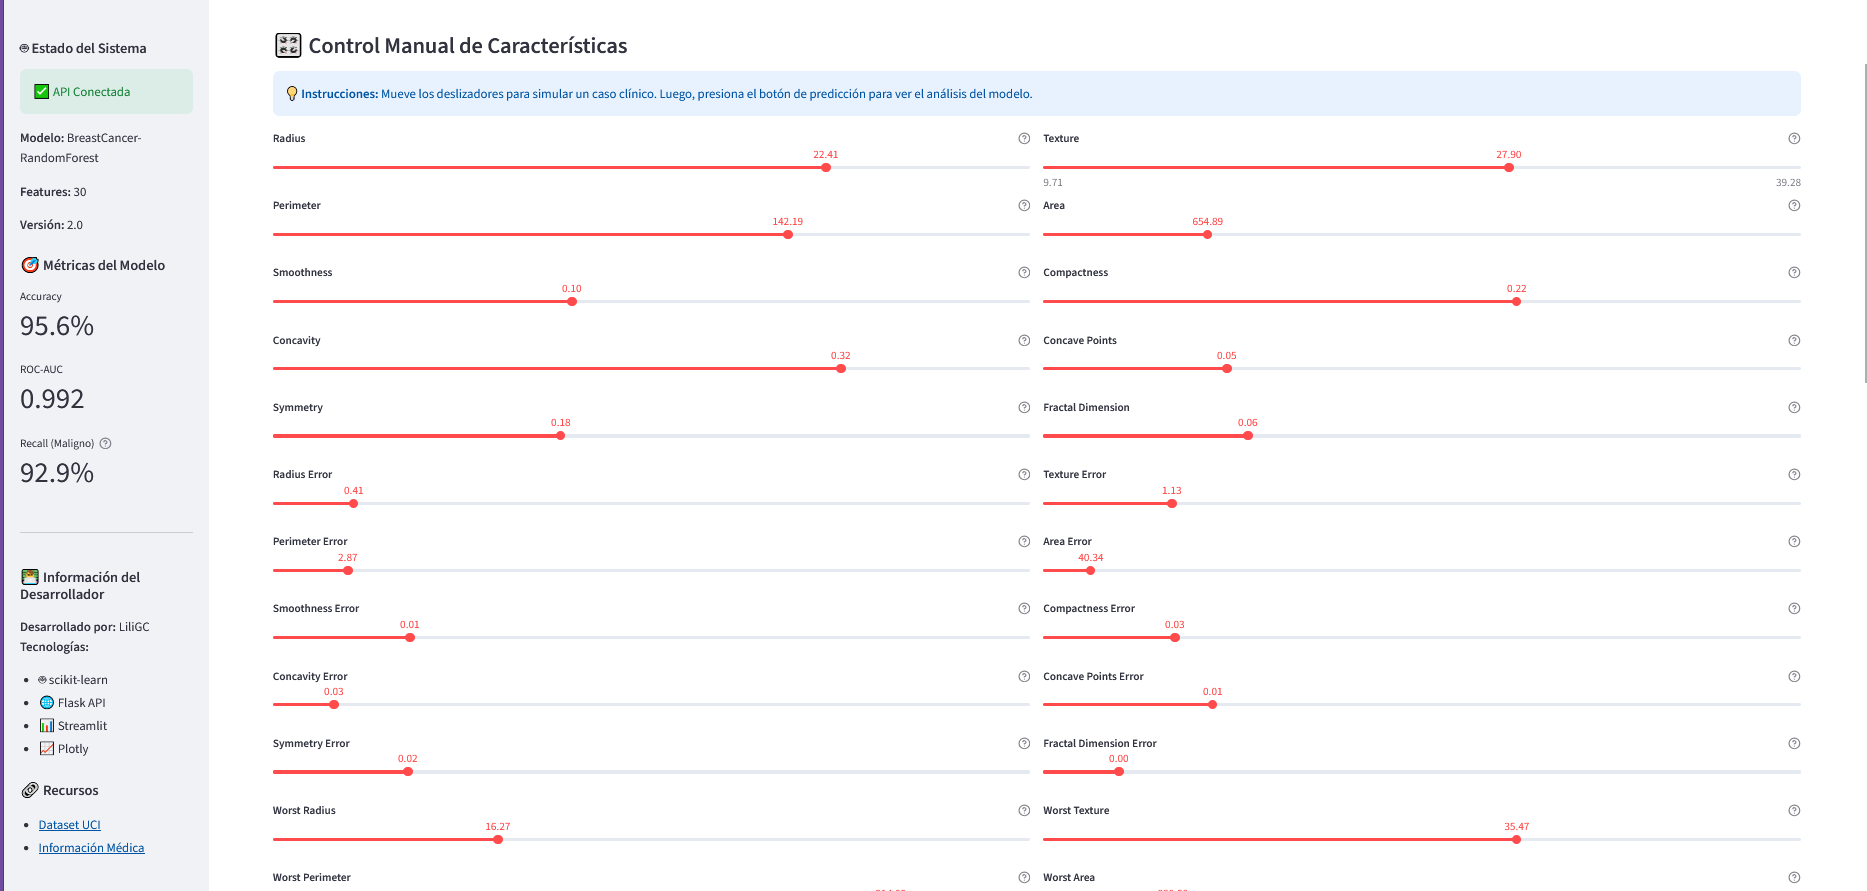 Estado del Sistema
API Conectada
Modelo: BreastCancer-
RandomForest
Features: 30
Versión: 2.0
Métricas del Modelo
Accuracy
95.6%
ROC-AUC
0.992
Recall (Maligno)
92.9%
Información del
Desarrollador
Desarrollado por: LiliGC
Tecnologías:
scikit-learn
Flask API
Streamlit
Plotly
Recursos
Dataset UCI
Información Médica
Control Manual de Características
Instrucciones: Mueve los deslizadores para simular un caso clínico. Luego, presiona el botón de predicción para ver el análisis del modelo.
Radius
22.41
Texture
27.90
9.71 39.28
Perimeter
142.19
Area
654.89
Smoothness
0.10
Compactness
0.22
Concavity
0.32
Concave Points
0.05
Symmetry
0.18
Fractal Dimension
0.06
Radius Error
0.41
Texture Error
1.13
Perimeter Error
2.87
Area Error
40.34
Smoothness Error
0.01
Compactness Error
0.03
Concavity Error
0.03
Concave Points Error
0.01
Symmetry Error
0.02
Fractal Dimension Error
0.00
Worst Radius
16.27
Worst Texture
35.47
Worst Perimeter
Worst Area